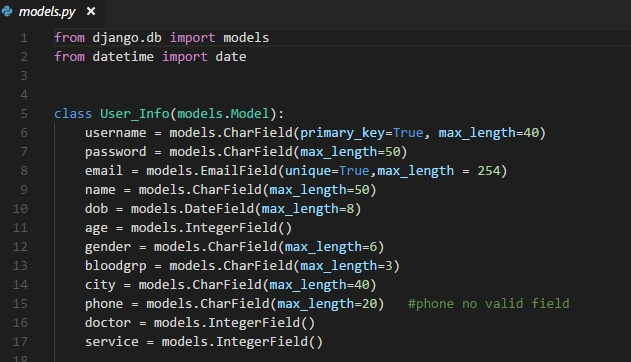 models.py ×
1 from django.db import models
2 from datetime import date
3
4
5 class User_Info(models.Model):
6     username = models.CharField(primary_key=True, max_length=40)
7     password = models.CharField(max_length=50)
8     email = models.EmailField(unique=True,max_length = 254)
9     name = models.CharField(max_length=50)
10     dob = models.DateField(max_length=8)
11     age = models.IntegerField()
12     gender = models.CharField(max_length=6)
13     bloodgrp = models.CharField(max_length=3)
14     city = models.CharField(max_length=40)
15     phone = models.CharField(max_length=20)   #phone no valid field
16     doctor = models.IntegerField()
17     service = models.IntegerField()
18